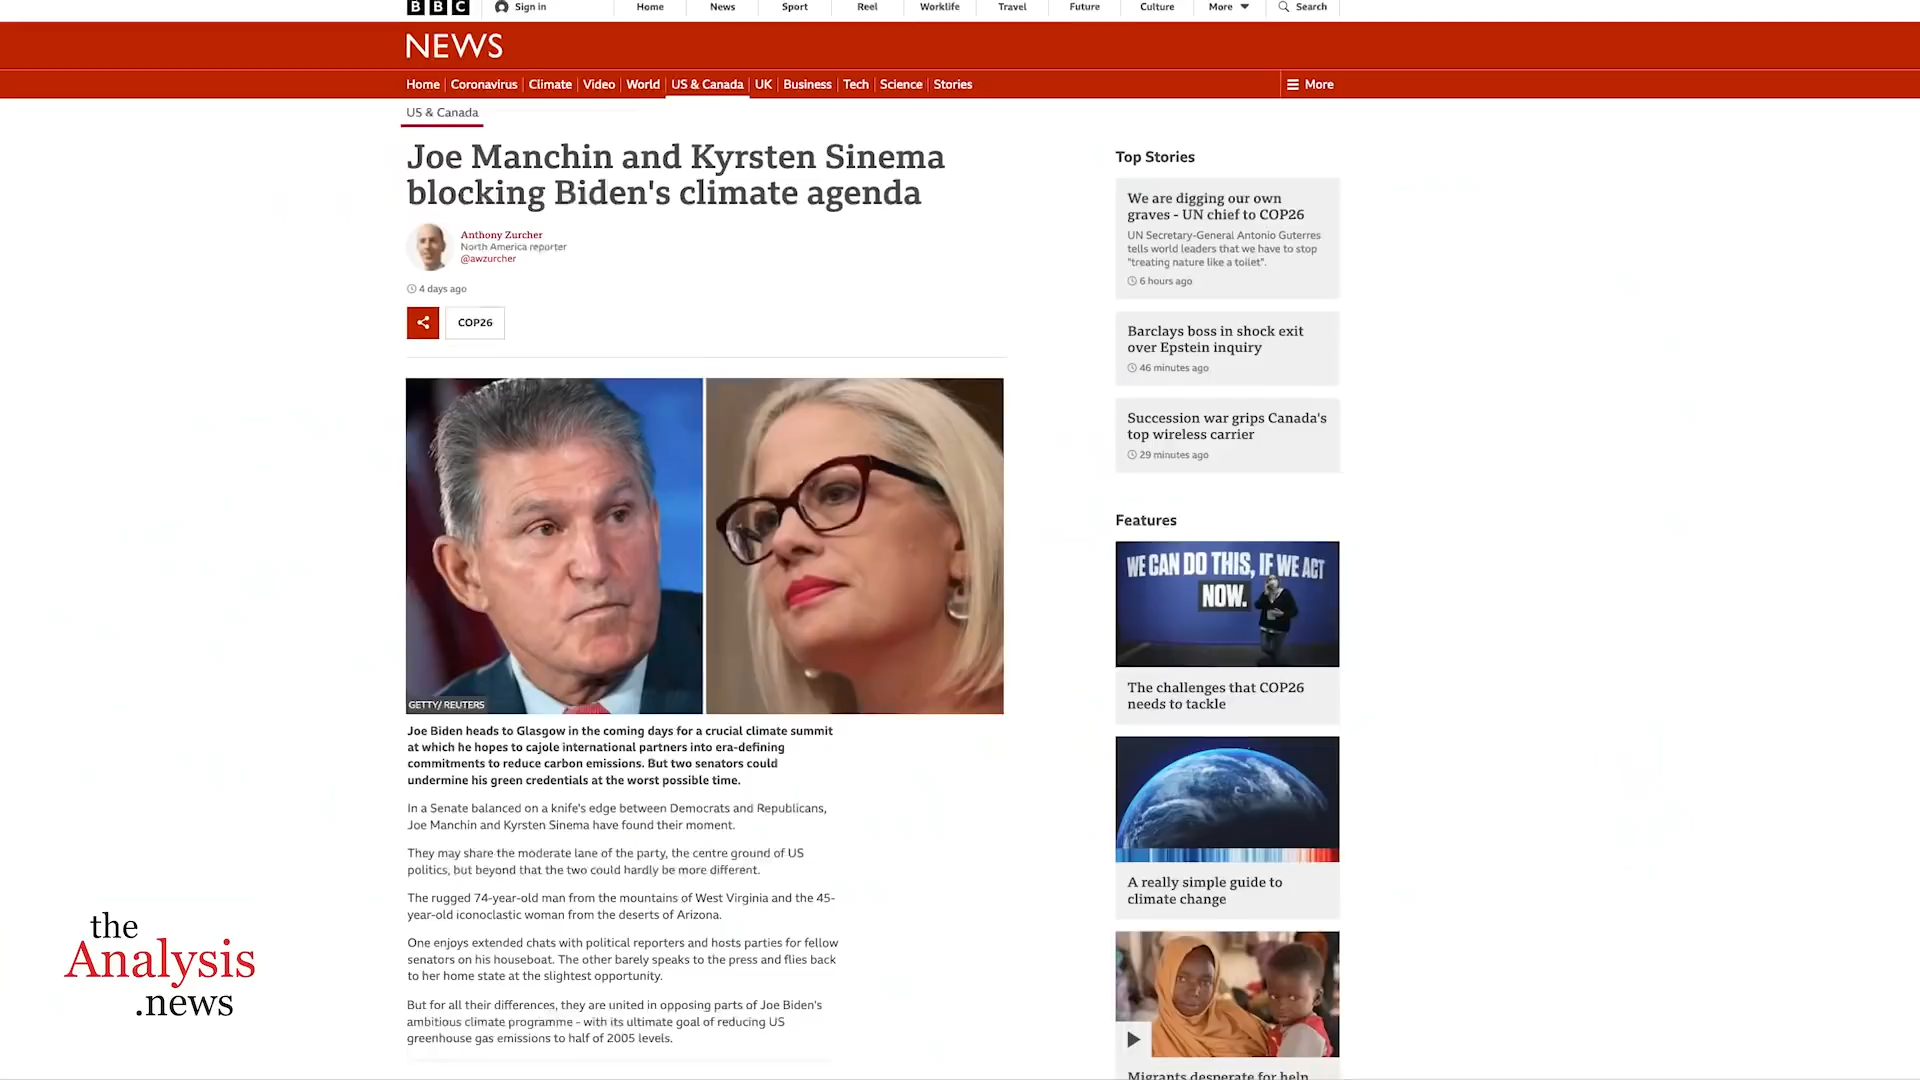 BBC
Sign in
Home
News
Sport
Reel
Worklife
Travel
Future
Culture
More
Search
NEWS
Home
Coronavirus
Climate
Video
World
US & Canada
UK
Business
Tech
Science
Stories
More
US & Canada
Joe Manchin and Kyrsten Sinema
blocking Biden's climate agenda
Anthony Zurcher
North America reporter
@awzurcher
4 days ago
COP26
GETTY/ REUTERS
Joe Biden heads to Glasgow in the coming days for a crucial climate summit
at which he hopes to cajole international partners into era-defining
commitments to reduce carbon emissions. But two senators could
undermine his green credentials at the worst possible time.
In a Senate balanced on a knife's edge between Democrats and Republicans,
Joe Manchin and Kyrsten Sinema have found their moment.
They may share the moderate lane of the party, the centre ground of US
politics, but beyond that the two could hardly be more different.
The rugged 74-year-old man from the mountains of West Virginia and the 45-
year-old iconoclastic woman from the deserts of Arizona.
One enjoys extended chats with political reporters and hosts parties for fellow
senators on his houseboat. The other barely speaks to the press and flies back
to her home state at the slightest opportunity.
But for all their differences, they are united in opposing parts of Joe Biden's
ambitious climate programme - with its ultimate goal of reducing US
greenhouse gas emissions to half of 2005 levels.
Top Stories
We are digging our own
graves - UN chief to COP26
UN Secretary-General Antonio Guterres
tells world leaders that we have to stop
"treating nature like a toilet".
6 hours ago
Barclays boss in shock exit
over Epstein inquiry
46 minutes ago
Succession war grips Canada's
top wireless carrier
29 minutes ago
Features
WE CAN DO THIS, IF WE ACT
NOW.
The challenges that COP26
needs to tackle
A really simple guide to
climate change
Migrants desperate for help
the
Analysis
.news